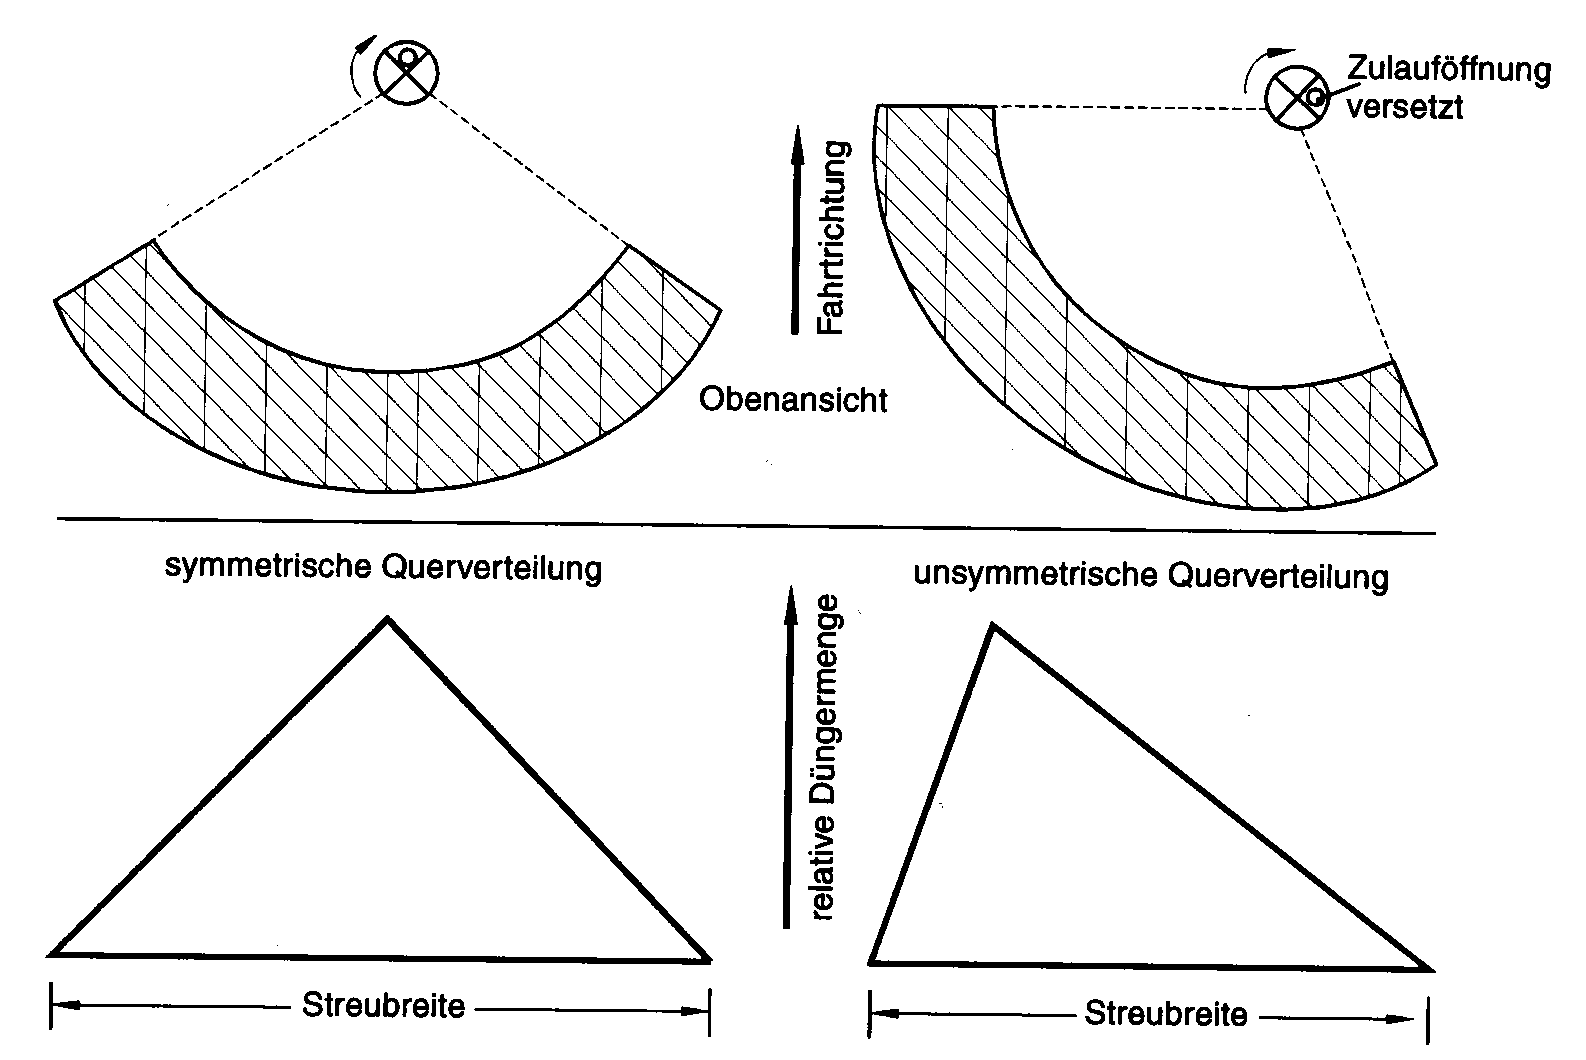 Zulauföffnung
versetzt
Fahrtrichtung
Obenansicht
symmetrische Querverteilung
unsymmetrische Querverteilung
relative Düngermenge
Streubreite
Streubreite